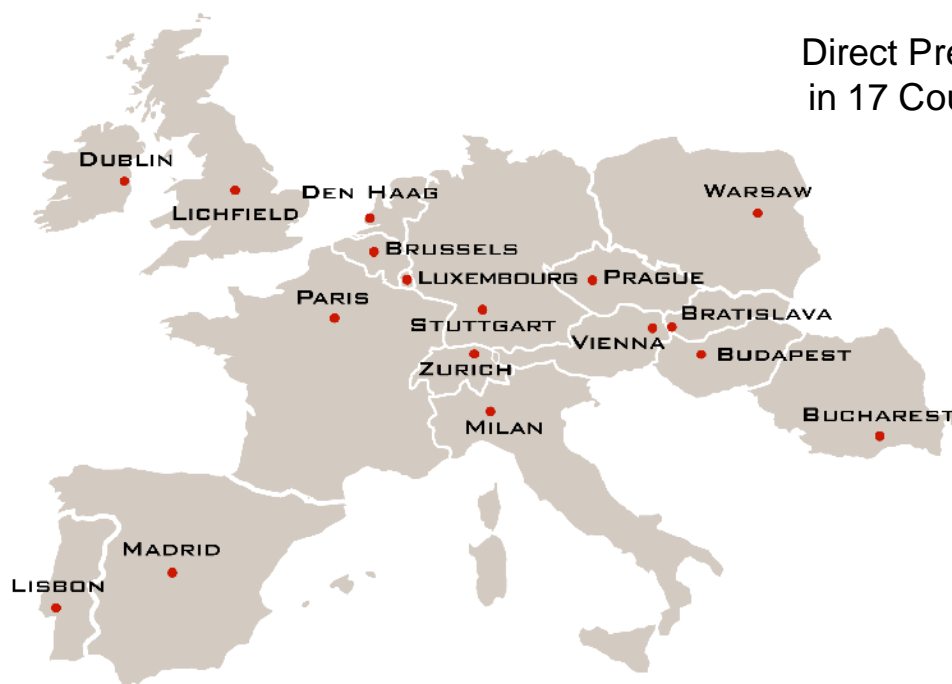 Direct Pre
in 17 Cou
DUBLIN
LICHFIELD
DEN HAAG
WARSAW
BRUSSELS
LUXEMBOURG
PRAGUE
PARIS
STUTTGART
BRATISLAVA
VIENNA
BUDAPEST
ZURICH
MILAN
BUCHAREST
MADRID
LISBON